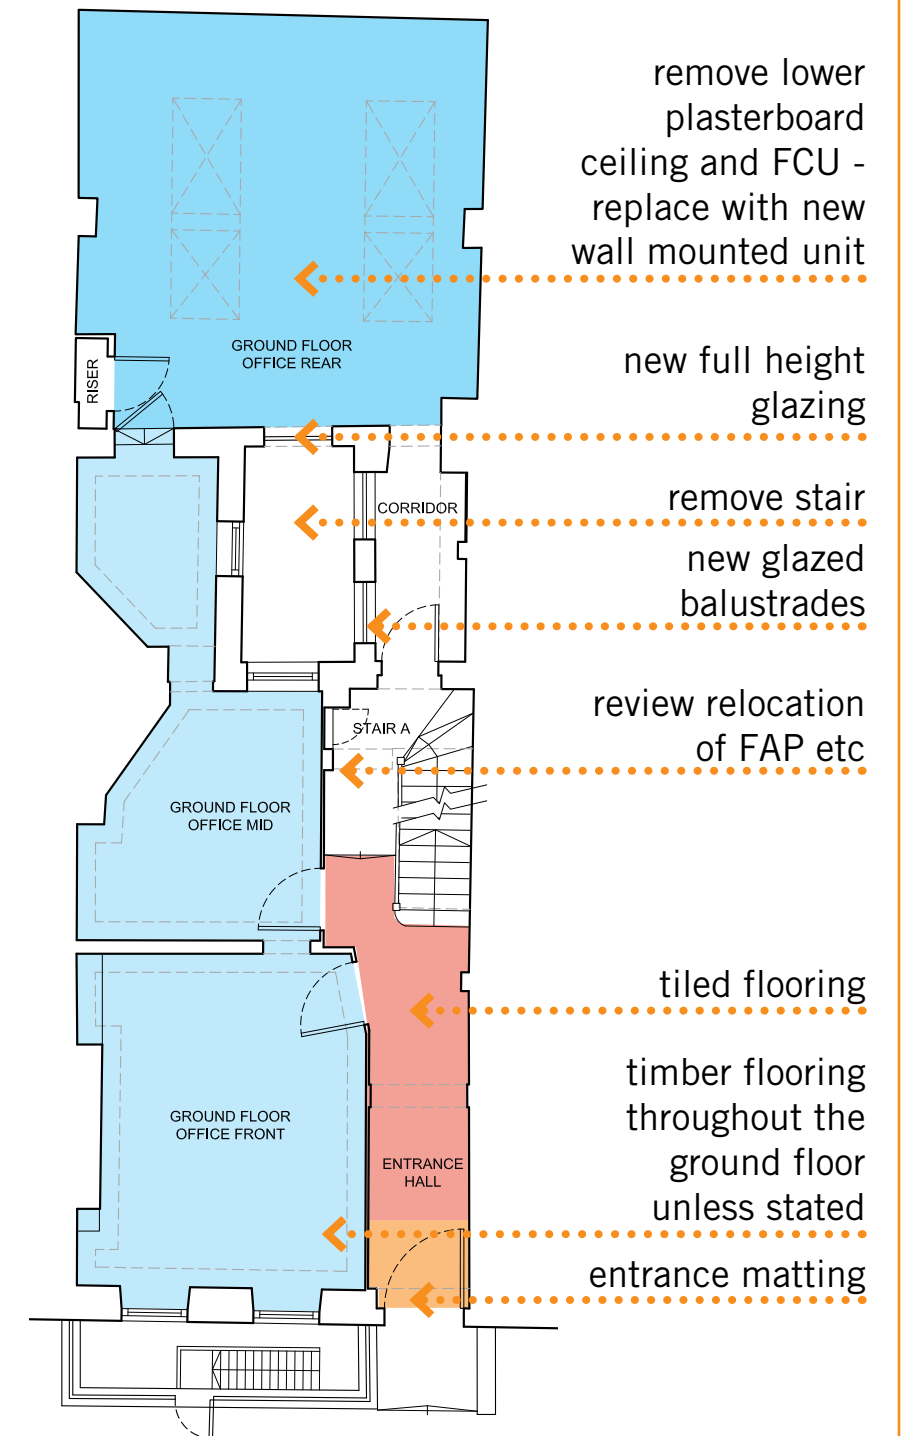 remove lower
plasterboard
ceiling and FCU -
replace with new
wall mounted unit
GROUND FLOOR
OFFICE REAR
RISER
new full height
glazing
remove stair
CORRIDOR
new glazed
balustrades
review relocation
of FAP etc
STAIR A
GROUND FLOOR
OFFICE MID
tiled flooring
timber flooring
throughout the
ground floor
unless stated
GROUND FLOOR
OFFICE FRONT
ENTRANCE
HALL
entrance matting